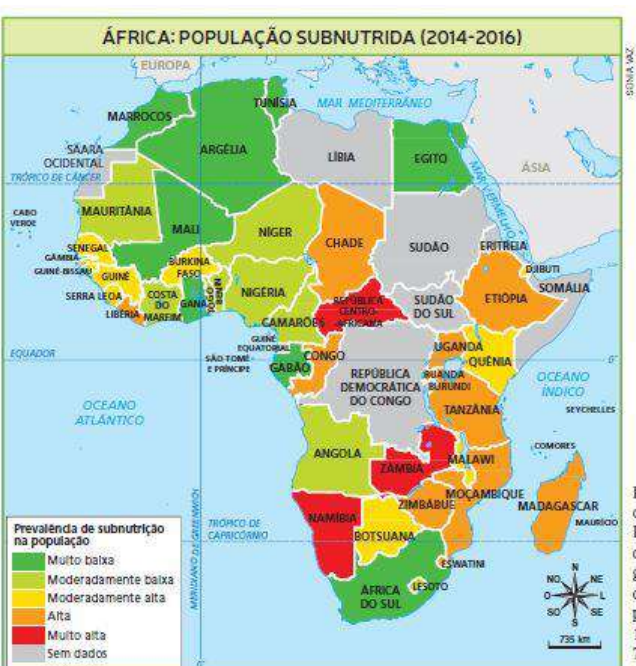 ÁFRICA: POPULAÇÃO SUBNUTRIDA (2014-2016)
SONIA VAZ
EUROPA
MAR MEDITERRÂNEO
ÁSIA
MAR VERMELHO
MARROCOS
TUNÍSIA
ARGÉLIA
LÍBIA
EGITO
SAARA
OCIDENTAL
TRÓPICO DE CÂNCER
CABO
VERDE
MAURITÂNIA
MALI
NÍGER
CHADE
SUDÃO
ERITREIA
SENEGAL
GÂMBIA
GUINÉ-BISSAU
GUINÉ
BURKINA
FASO
DJIBUTI
SOMÁLIA
SERRA LEOA
LIBÉRIA
COSTA
DO
MARFIM
GANA
TOGO
BENIN
NIGÉRIA
CAMARÕES
REPÚBLICA
CENTRO-
AFRICANA
SUDÃO
DO SUL
ETIÓPIA
EQUADOR
0°
GUINÉ
EQUATORIAL
SÃO TOMÉ
E PRÍNCIPE
GABÃO
CONGO
REPÚBLICA
DEMOCRÁTICA
DO CONGO
UGANDA
QUÊNIA
RUANDA
BURUNDI
TANZÂNIA
OCEANO
ÍNDICO
SEYCHELLES
OCEANO
ATLÂNTICO
COMORES
ANGOLA
ZÂMBIA
MALAWI
MOÇAMBIQUE
ZIMBÁBUE
MADAGASCAR
MAURÍCIO
NAMÍBIA
BOTSUANA
TRÓPICO DE
CAPRICÓRNIO
MERIDIANO DE GREENWICH
0°
ESWATINI
LESOTO
ÁFRICA
DO SUL
Prevalência de subnutrição
na população
Muito baixa
Moderadamente baixa
Moderadamente alta
Alta
Muito alta
Sem dados
N
NO
NE
O
L
SO
SE
S
735 km